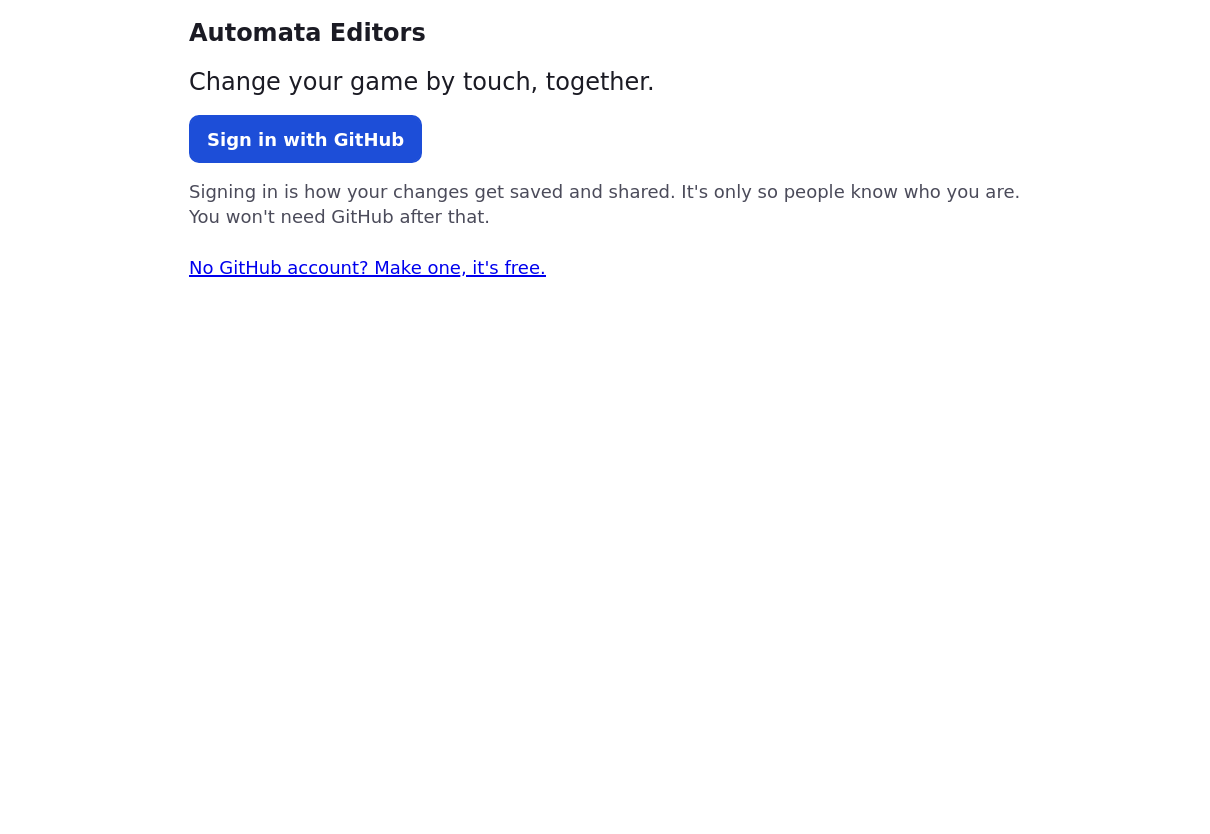 Automata Editors
Change your game by touch, together.
Sign in with GitHub
Signing in is how your changes get saved and shared. It's only so people know who you are.
You won't need GitHub after that.
No GitHub account? Make one, it's free.